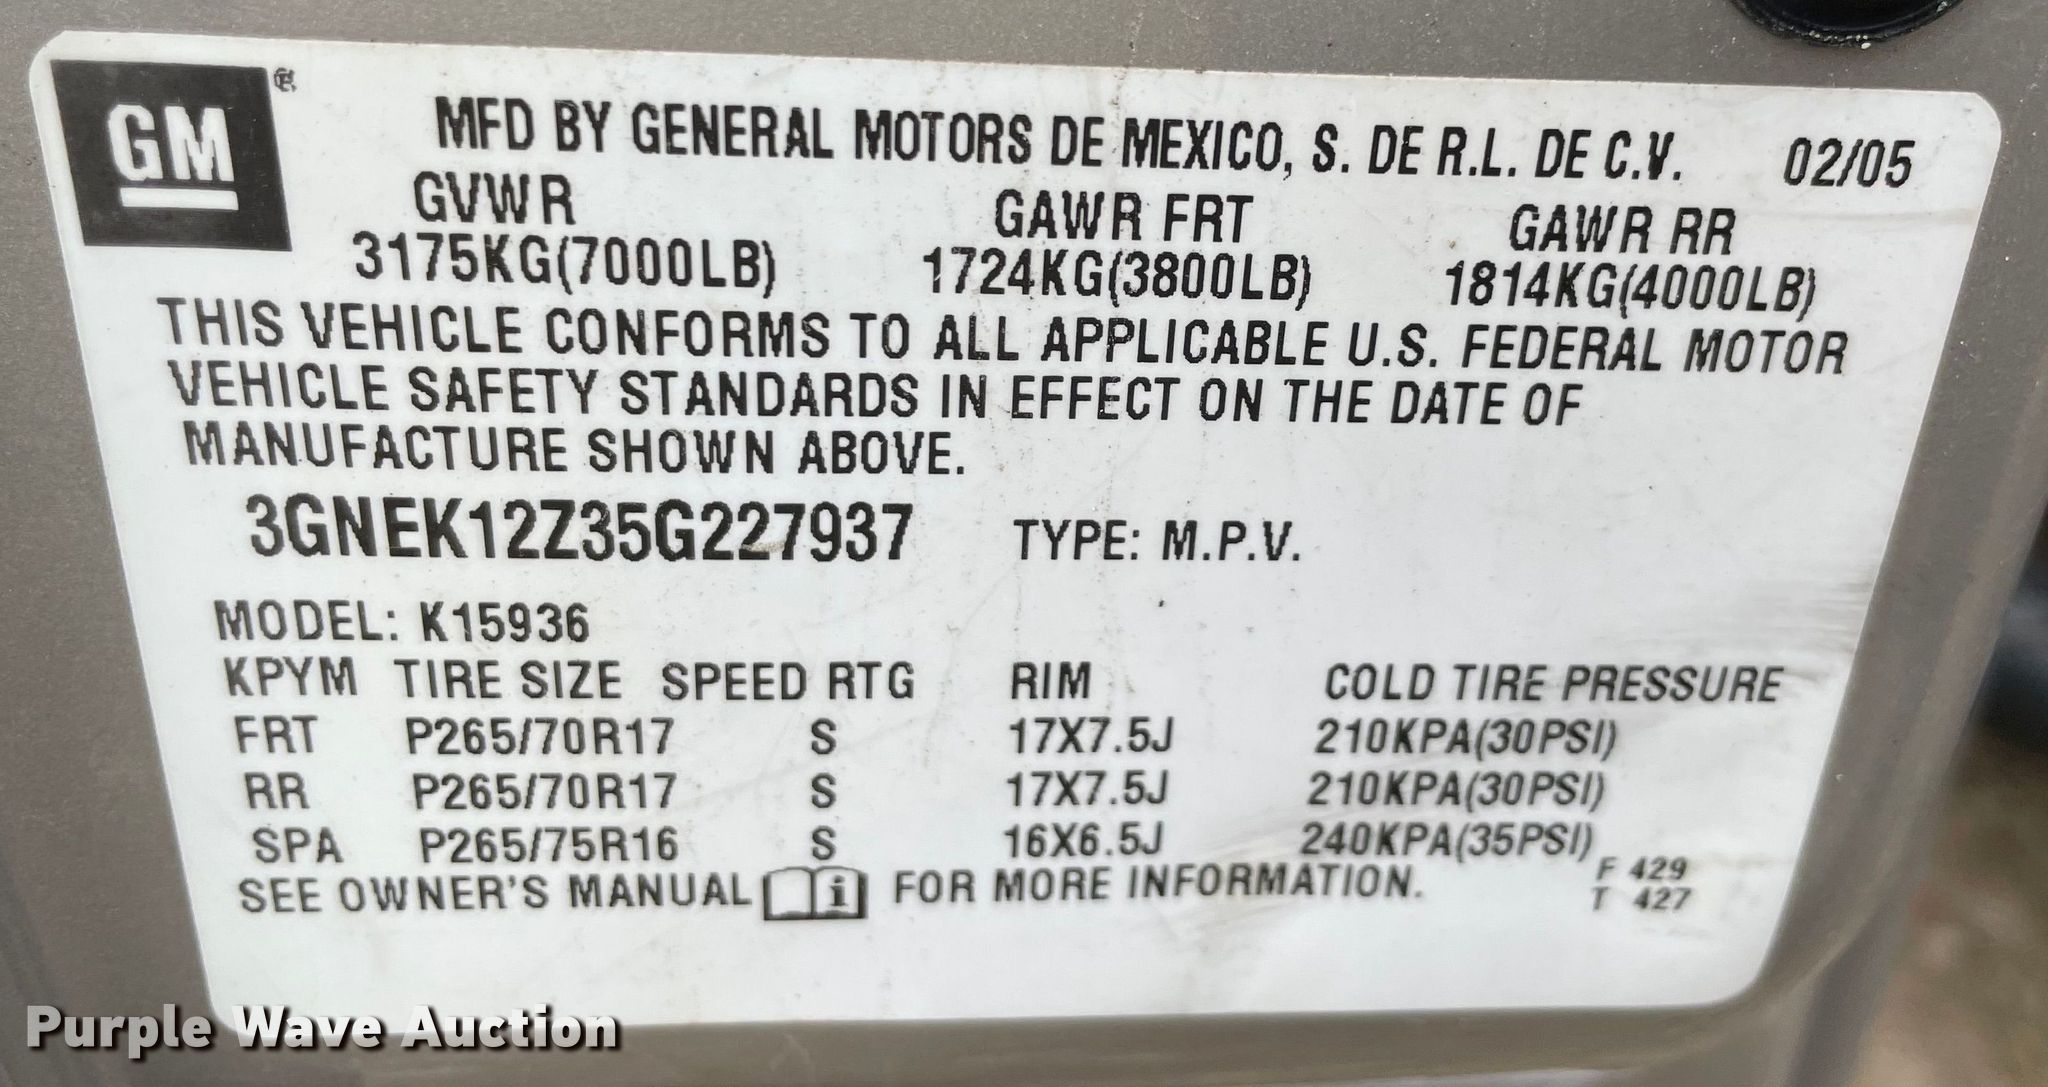 GM®
MFD BY GENERAL MOTORS DE MEXICO, S. DE R.L. DE C.V. 02/05
GVWR GAWR FRT GAWR RR
3175KG(7000LB) 1724KG(3800LB) 1814KG(4000LB)
THIS VEHICLE CONFORMS TO ALL APPLICABLE U.S. FEDERAL MOTOR
VEHICLE SAFETY STANDARDS IN EFFECT ON THE DATE OF
MANUFACTURE SHOWN ABOVE.
3GNEK12Z35G227937 TYPE: M.P.V.
MODEL: K15936
KPYM TIRE SIZE SPEED RTG RIM COLD TIRE PRESSURE
FRT P265/70R17 S 17X7.5J 210KPA(30PSI)
RR P265/70R17 S 17X7.5J 210KPA(30PSI)
SPA P265/75R16 S 16X6.5J 240KPA(35PSI)
SEE OWNER'S MANUAL i FOR MORE INFORMATION.
F 429
T 427
Purple Wave Auction